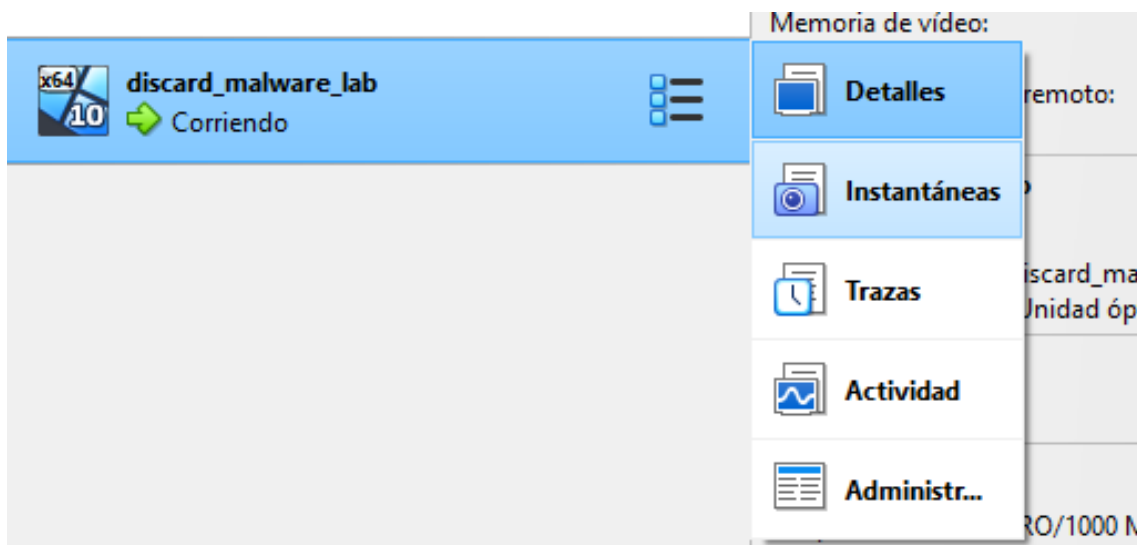 Memoria de vídeo:
x64
10
discard_malware_lab
Corriendo
Detalles
remoto:
Instantáneas
Trazas
iscard_ma
Unidad óp
Actividad
Administr...
RO/1000 M